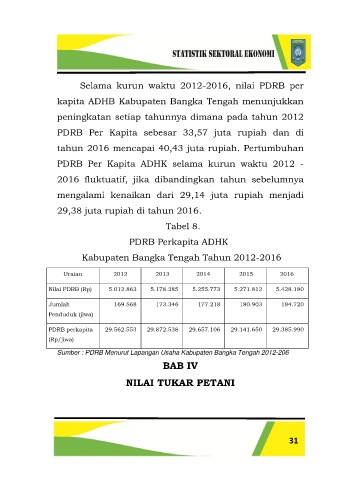 STATISTIK SEKTORAL EKONOMI
Selama kurun waktu 2012-2016, nilai PDRB per
kapita ADHB Kabupaten Bangka Tengah menunjukkan
peningkatan setiap tahunnya dimana pada tahun 2012
PDRB Per Kapita sebesar 33,57 juta rupiah dan di
tahun 2016 mencapai 40,43 juta rupiah. Pertumbuhan
PDRB Per Kapita ADHK selama kurun waktu 2012 -
2016 fluktuatif, jika dibandingkan tahun sebelumnya
mengalami kenaikan dari 29,14 juta rupiah menjadi
29,38 juta rupiah di tahun 2016.
Tabel 8.
PDRB Perkapita ADHK
Kabupaten Bangka Tengah Tahun 2012-2016
Uraian 2012 2013 2014 2015 2016
Nilai PDRB (Rp) 5.012.863 5.178.285 5.255.773 5.271.812 5.428.180
Jumlah 169.568 173.346 177.218 180.903 184.720
Penduduk (jiwa)
PDRB perkapita 29.562.553 29.872.538 29.657.106 29.141.650 29.385.990
(Rp/jiwa)
Sumber : PDRB Menurut Lapangan Usaha Kabupaten Bangka Tengah 2012-206
BAB IV
NILAI TUKAR PETANI
31